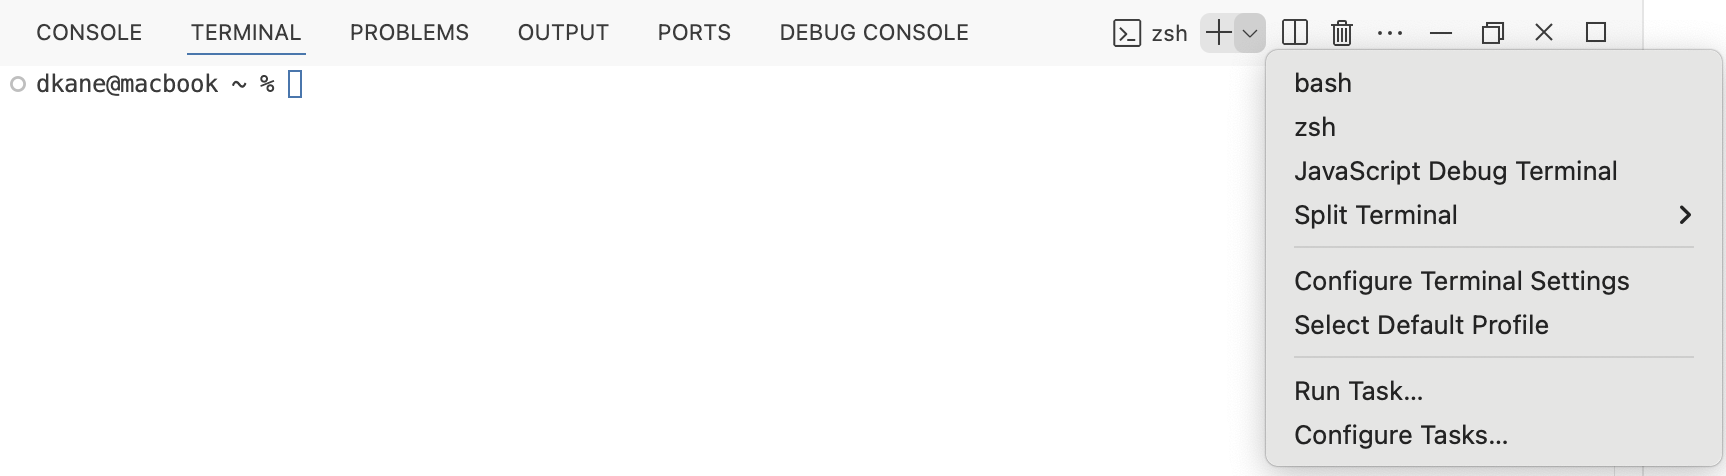 CONSOLE TERMINAL PROBLEMS OUTPUT PORTS DEBUG CONSOLE zsh
dkane@macbook ~ %
bash
zsh
JavaScript Debug Terminal
Split Terminal
Configure Terminal Settings
Select Default Profile
Run Task...
Configure Tasks...